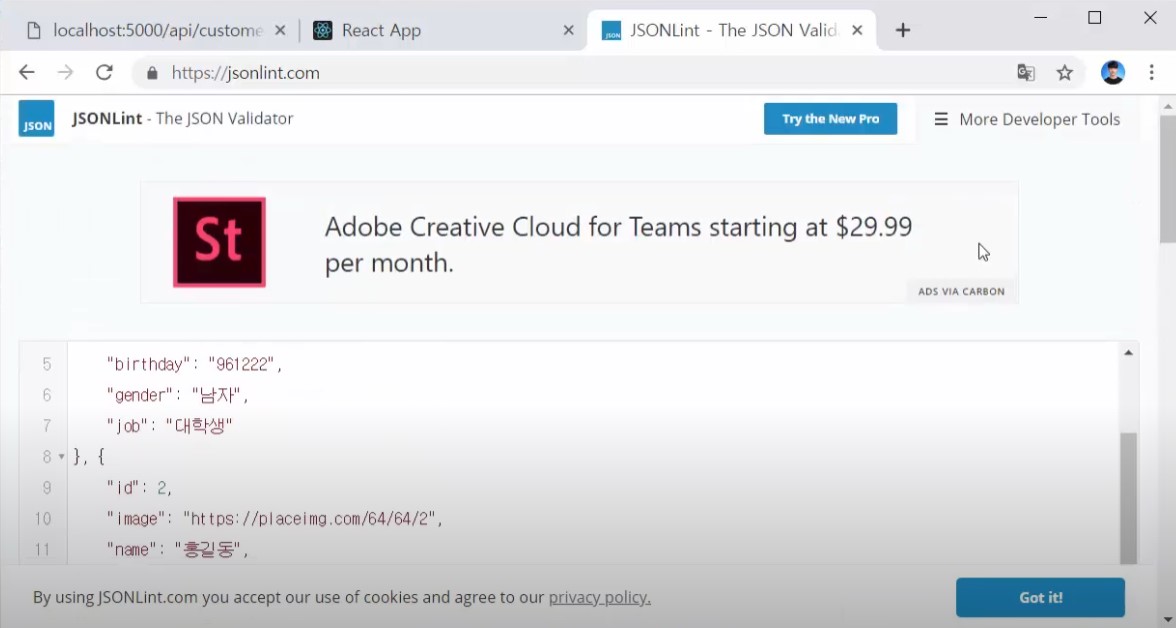 localhost:5000/api/custome
React App
JSON
JSONLint - The JSON Valid
https://jsonlint.com
JSON
JSONLint - The JSON Validator
Try the New Pro
More Developer Tools
St
Adobe Creative Cloud for Teams starting at $29.99
per month.
ADS VIA CARBON
5 "birthday": "961222",
6 "gender": "남자",
7 "job": "대학생"
8 }, {
9 "id": 2,
10 "image": "https://placeimg.com/64/64/2",
11 "name": "홍길동",
By using JSONLint.com you accept our use of cookies and agree to our privacy policy.
Got it!